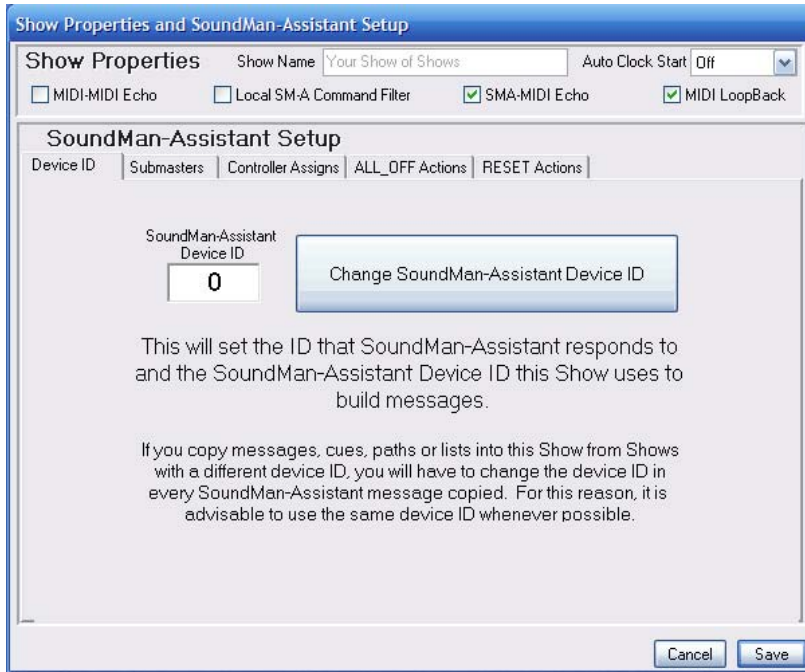 Show Properties and SoundMan-Assistant Setup
Show Properties Show Name Your Show of Shows Auto Clock Start Off
MIDI-MIDI Echo Local SM-A Command Filter SMA-MIDI Echo MIDI LoopBack
SoundMan-Assistant Setup
Device ID Submasters Controller Assigns ALL_OFF Actions RESET Actions
SoundMan-Assistant
Device ID
0
Change SoundMan-Assistant Device ID
This will set the ID that SoundMan-Assistant responds to
and the SoundMan-Assistant Device ID this Show uses to
build messages.
If you copy messages, cues, paths or lists into this Show from Shows
with a different device ID, you will have to change the device ID in
every SoundMan-Assistant message copied. For this reason, it is
advisable to use the same device ID whenever possible.
Cancel Save